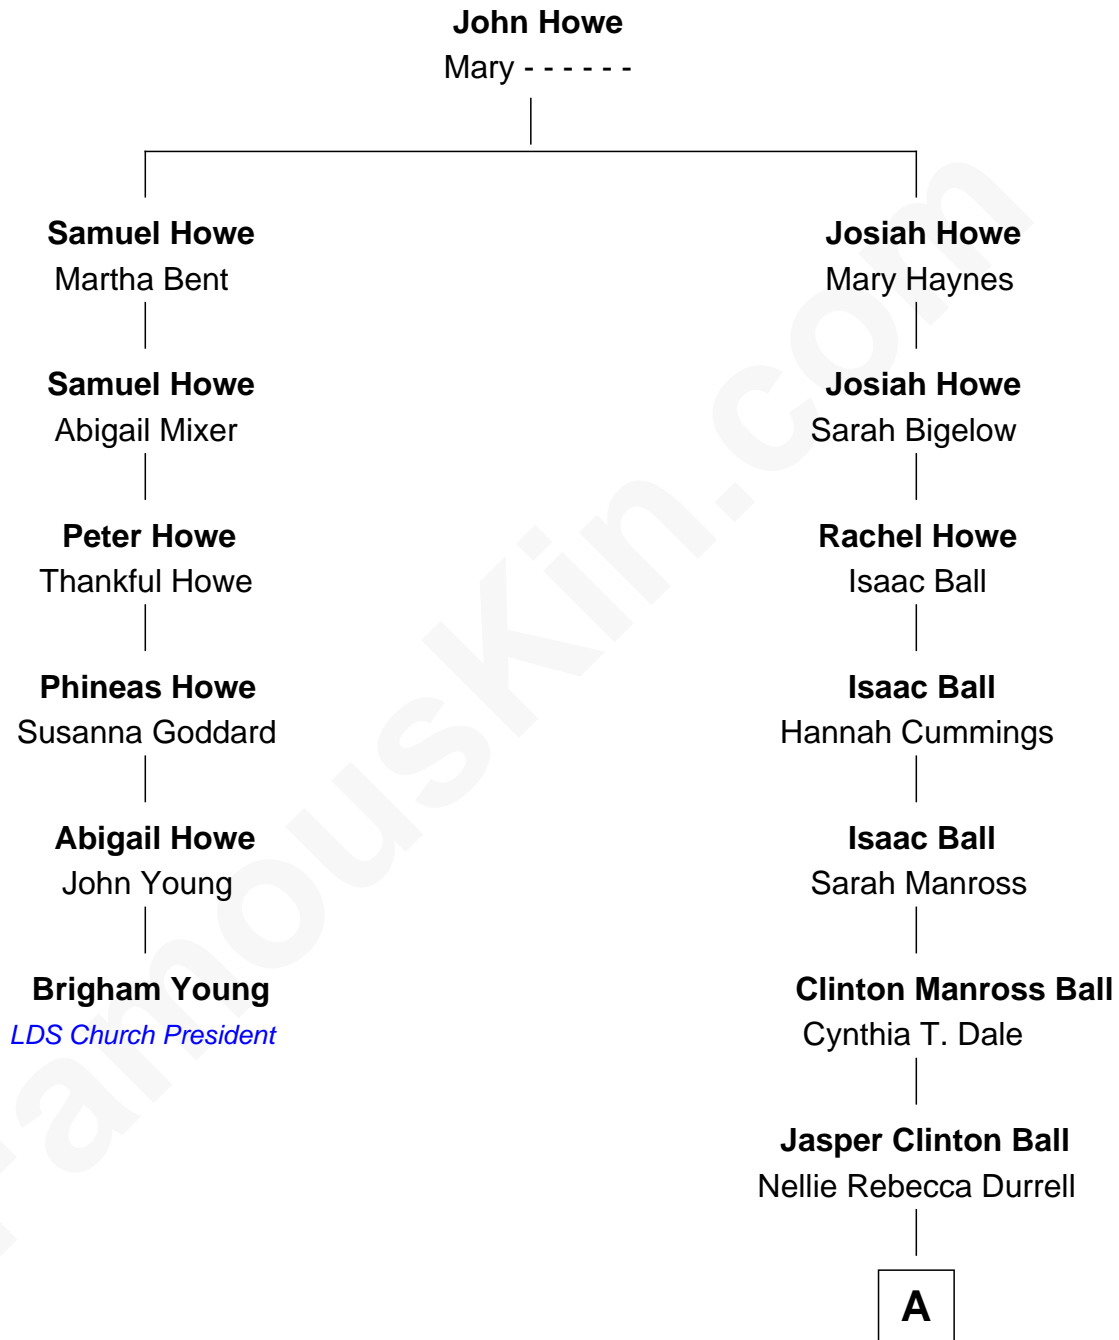 John Howe
Mary - - - - - -
Samuel Howe
Martha Bent
Josiah Howe
Mary Haynes
Samuel Howe
Abigail Mixer
Josiah Howe
Sarah Bigelow
Peter Howe
Thankful Howe
Rachel Howe
Isaac Ball
Phineas Howe
Susanna Goddard
Isaac Ball
Hannah Cummings
Abigail Howe
John Young
Isaac Ball
Sarah Manross
Brigham Young
LDS Church President
Clinton Manross Ball
Cynthia T. Dale
Jasper Clinton Ball
Nellie Rebecca Durrell
A
FamousKin.com